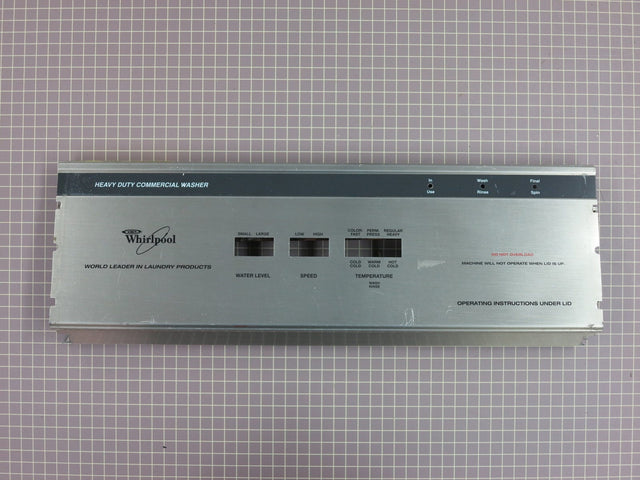 HEAVY DUTY COMMERCIAL WASHER
In Use
Wash Rinse
Final Spin
Whirlpool
WORLD LEADER IN LAUNDRY PRODUCTS
SMALL LARGE
WATER LEVEL
LOW HIGH
SPEED
COLOR FAST
PERM. PRESS
REGULAR HEAVY
COLD COLD
WARM COLD
HOT COLD
TEMPERATURE
WASH
RINSE
DO NOT OVERLOAD
MACHINE WILL NOT OPERATE WHEN LID IS UP.
OPERATING INSTRUCTIONS UNDER LID